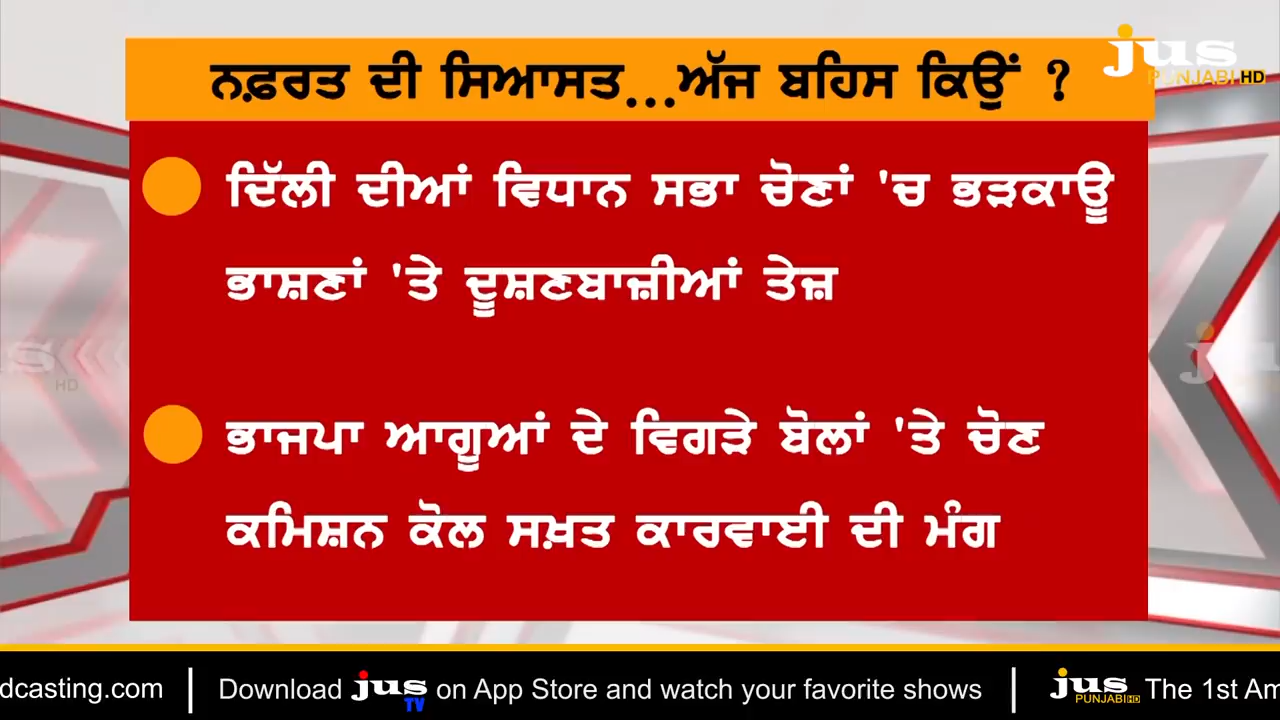 ਨਫ਼ਰਤ ਦੀ ਸਿਆਸਤ...ਅੱਜ ਬਹਿਸ ਕਿਉਂ ?
jus
PUNJABI HD
ਦਿੱਲੀ ਦੀਆਂ ਵਿਧਾਨ ਸਭਾ ਚੋਣਾਂ 'ਚ ਭੜਕਾਊ
ਭਾਸ਼ਣਾਂ 'ਤੇ ਦੂਸ਼ਣਬਾਜ਼ੀਆਂ ਤੇਜ਼
ਭਾਜਪਾ ਆਗੂਆਂ ਦੇ ਵਿਗੜੇ ਬੋਲਾਂ 'ਤੇ ਚੋਣ
ਕਮਿਸ਼ਨ ਕੋਲ ਸਖ਼ਤ ਕਾਰਵਾਈ ਦੀ ਮੰਗ
dcasting.com | Download jus TV on App Store and watch your favorite shows | jus PUNJABI HD The 1st Am